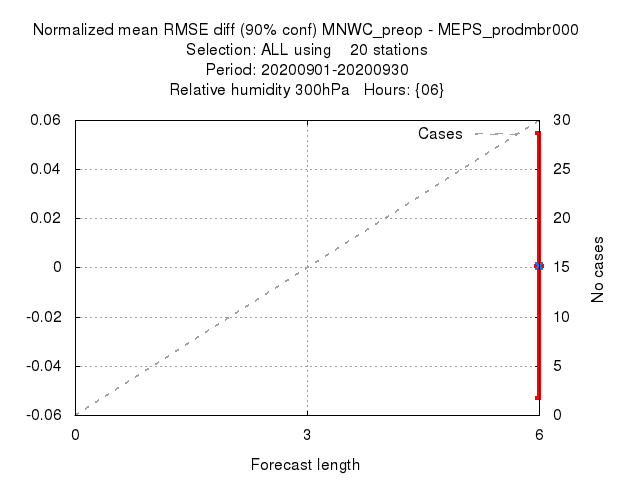 Normalized mean RMSE diff (90% conf) MNWC_preop - MEPS_prodmbr000
Selection: ALL using    20 stations
Period: 20200901-20200930
Relative humidity 300hPa   Hours: {06}
Cases
0.06
0.04
0.02
0
-0.02
-0.04
-0.06
30
25
20
15
10
5
0
No cases
0
3
6
Forecast length